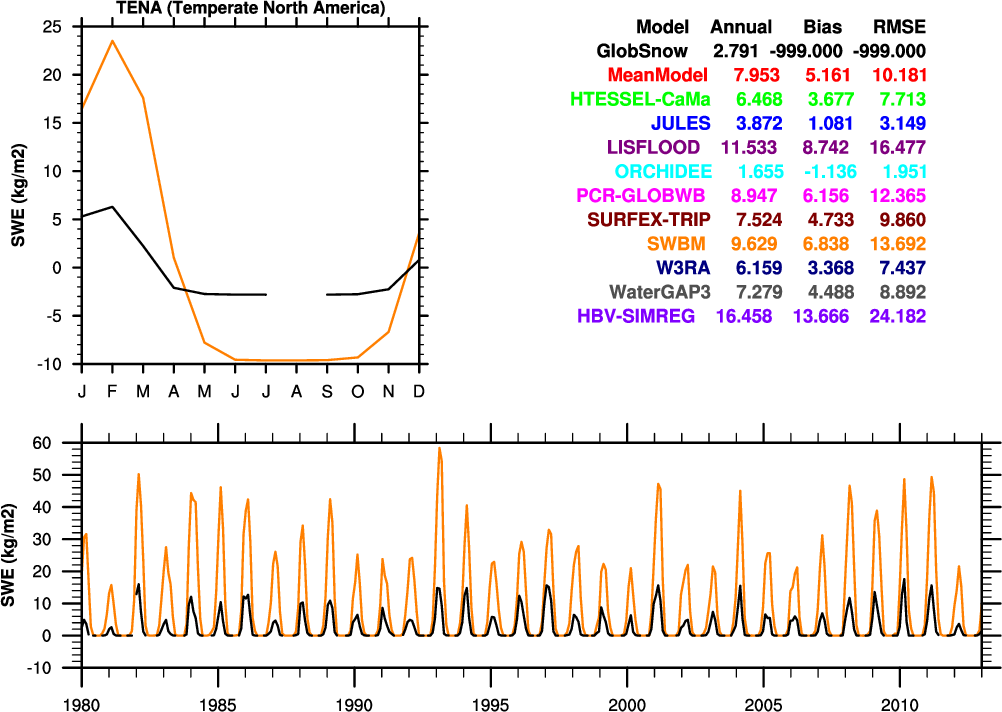 TENA (Temperate North America)
Model Annual Bias RMSE
GlobSnow 2.791 -999.000 -999.000
MeanModel 7.953 5.161 10.181
HTESSEL-CaMa 6.468 3.677 7.713
JULES 3.872 1.081 3.149
LISFLOOD 11.533 8.742 16.477
ORCHIDEE 1.655 -1.136 1.951
PCR-GLOBWB 8.947 6.156 12.365
SURFEX-TRIP 7.524 4.733 9.860
SWBM 9.629 6.838 13.692
W3RA 6.159 3.368 7.437
WaterGAP3 7.279 4.488 8.892
HBV-SIMREG 16.458 13.666 24.182
SWE (kg/m2)
25
20
15
10
5
0
-5
-10
J F M A M J J A S O N D
SWE (kg/m2)
60
50
40
30
20
10
0
-10
1980 1985 1990 1995 2000 2005 2010